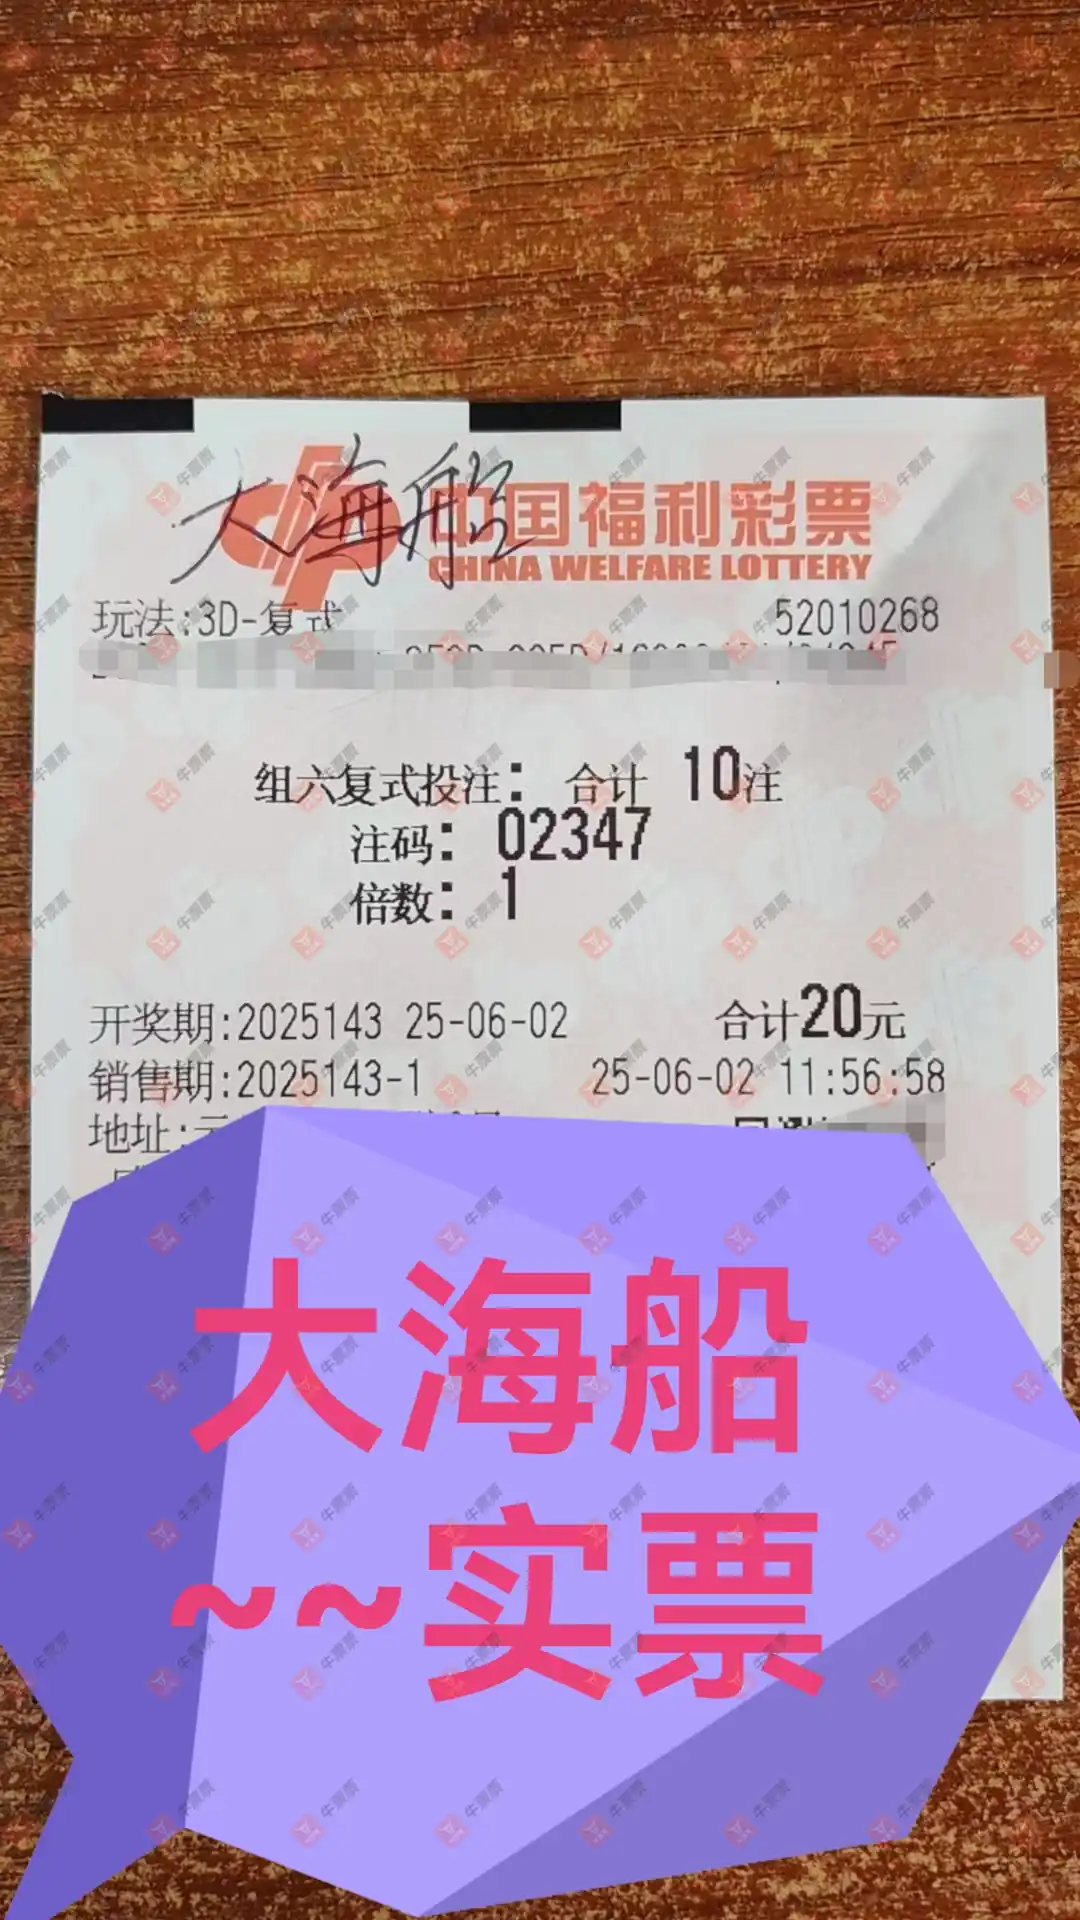 大海船
中国福利彩票
CHINA WELFARE LOTTERY
玩法:3D-复式 52010268
组六复式投注: 合计 10注
注码: 02347
倍数: 1
开奖期:2025143 25-06-02 合计20元
销售期:2025143-1 25-06-02 11:56:58
地址:
大海船
~~实票
牛票票